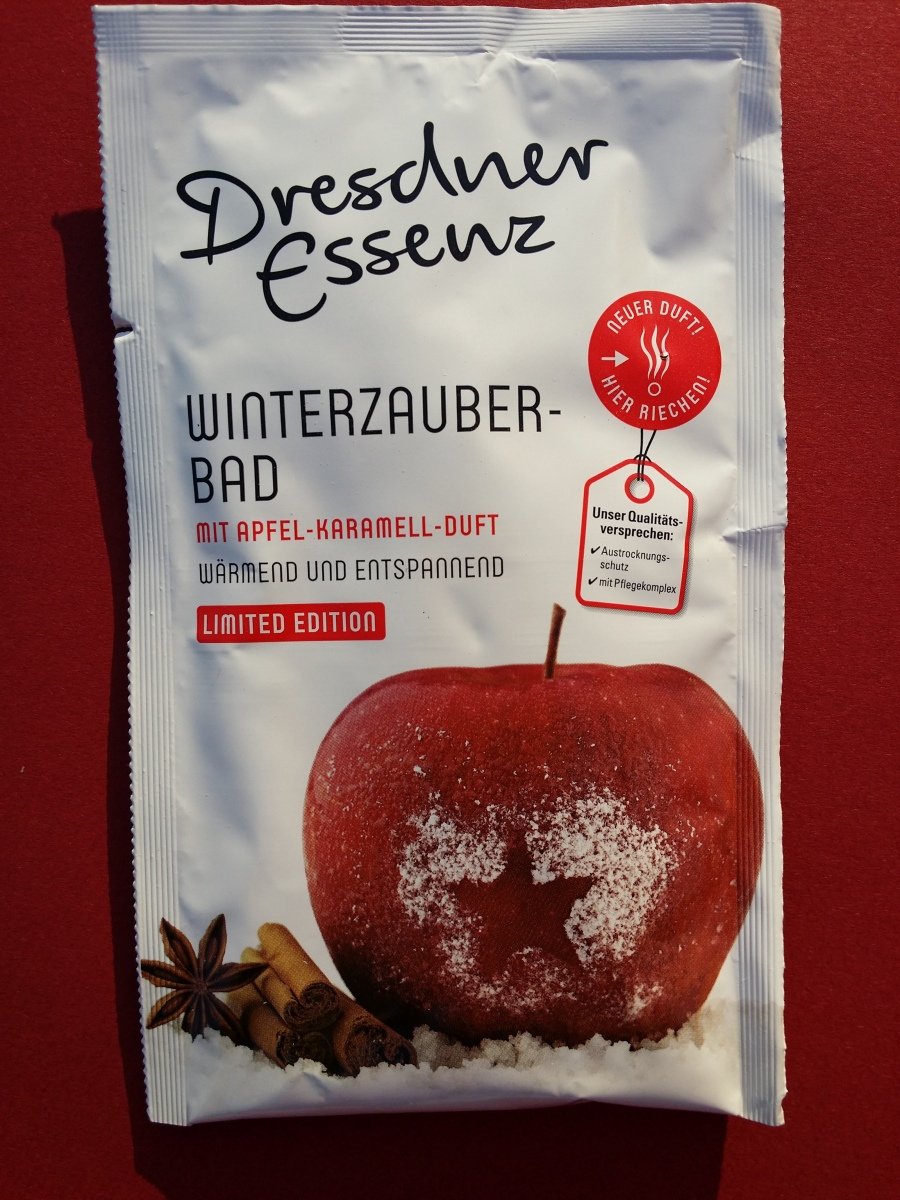 Dresdner
Essenz
NEUER DUFT!
HIER RIECHEN!
WINTERZAUBER-
BAD
MIT APFEL-KARAMELL-DUFT
WÄRMEND UND ENTSPANNEND
LIMITED EDITION
Unser Qualitäts-
versprechen:
✔ Austrocknungs-
schutz
✔ mit Pflegekomplex